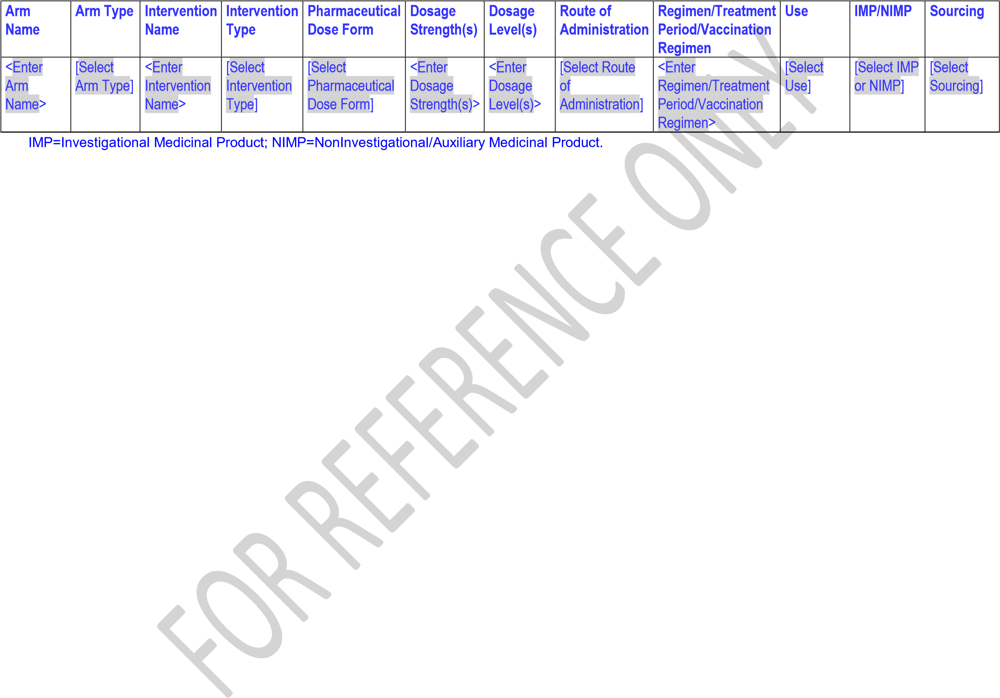 Arm Name	Arm Type	Intervention Name	Intervention Type	Pharmaceutical Dose Form	Dosage Strength(s)	Dosage Level(s)	Route of Administration	Regimen/Treatment Period/Vaccination Regimen	Use	IMP/NIMP	Sourcing
<Enter Arm Name>	[Select Arm Type]	<Enter Intervention Name>	[Select Intervention Type]	[Select Pharmaceutical Dose Form]	<Enter Dosage Strength(s)>	<Enter Dosage Level(s)>	[Select Route of Administration]	<Enter Regimen/Treatment Period/Vaccination Regimen>	[Select Use]	[Select IMP or NIMP]	[Select Sourcing]
IMP=Investigational Medicinal Product; NIMP=NonInvestigational/Auxiliary Medicinal Product.
FOR REFERENCE ONLY